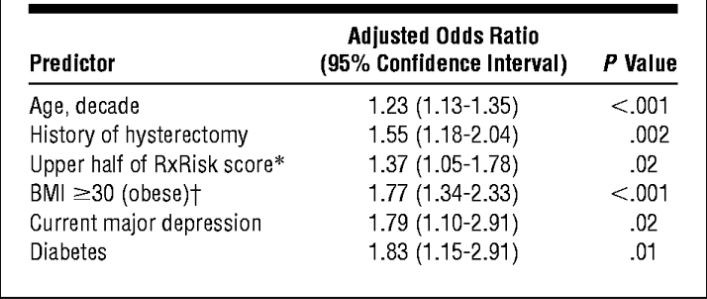 Adjusted Odds Ratio
Predictor (95% Confidence Interval) P Value
Age, decade 1.23 (1.13-1.35) <.001
History of hysterectomy 1.55 (1.18-2.04) .002
Upper half of RxRisk score* 1.37 (1.05-1.78) .02
BMI ≥30 (obese)† 1.77 (1.34-2.33) <.001
Current major depression 1.79 (1.10-2.91) .02
Diabetes 1.83 (1.15-2.91) .01